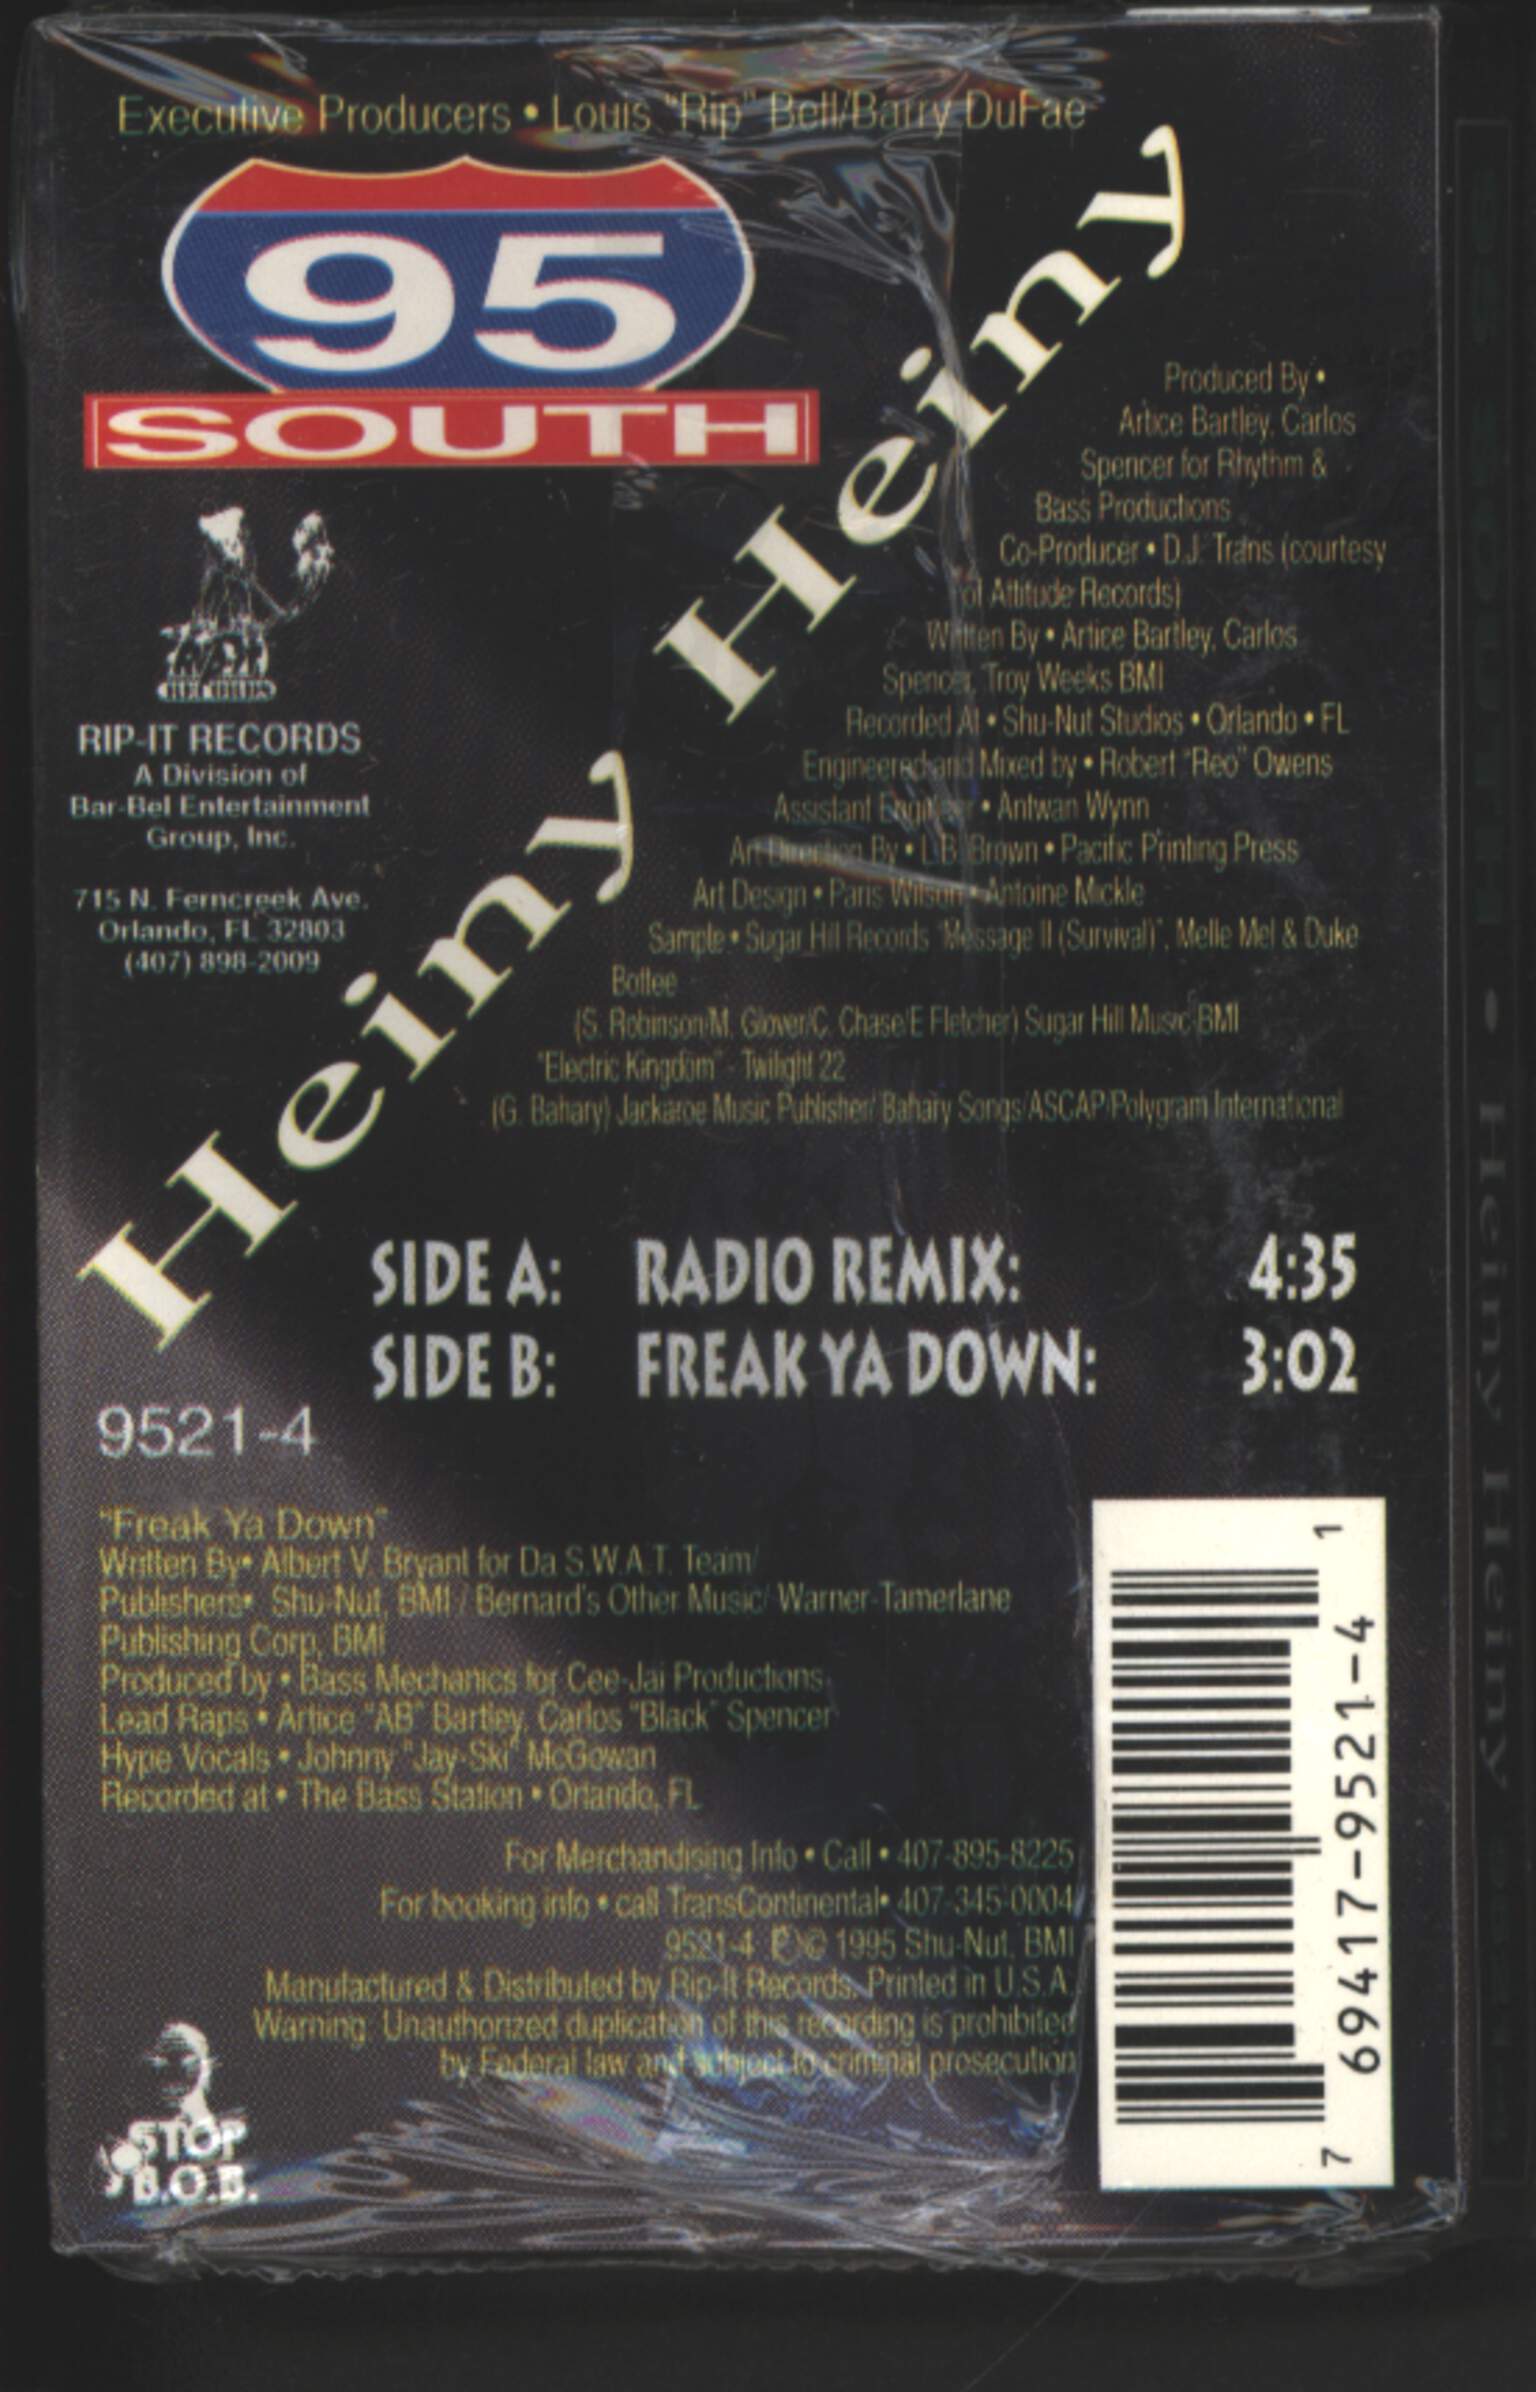 Executive Producers • Louis "Rip" Bell/Barry DuFae
95
SOUTH
Heiny Heiny
RIP-IT RECORDS
A Division of
Bar-Bel Entertainment
Group, Inc.
715 N. Ferncreek Ave.
Orlando, FL 32803
(407) 898-2009
Produced By •
Artice Bartley, Carlos
Spencer for Rhythm &
Bass Productions
Co-Producer • D.J. Trans (courtesy
of Attitude Records)
Written By • Artice Bartley, Carlos
Spencer, Troy Weeks BMI
Recorded At • Shu-Nut Studios • Orlando • FL
Engineered and Mixed by • Robert "Reo" Owens
Assistant Engineer • Antwan Wynn
Art Direction By • L.B. Brown • Pacific Printing Press
Art Design • Paris Wilson • Antoine Mickle
Sample • Sugar Hill Records "Message II (Survival)", Melle Mel & Duke
Bottee
(S. Robinson/M. Glover/C. Chase/E Fletcher) Sugar Hill Music-BMI
"Electric Kingdom" - Twilight 22
(G. Bahary) Jackaroe Music Publisher/ Bahary Songs/ASCAP/Polygram International
SIDE A: RADIO REMIX: 4:35
SIDE B: FREAK YA DOWN: 3:02
9521-4
"Freak Ya Down"
Written By• Albert V. Bryant for Da S.W.A.T. Team/
Publishers• Shu-Nut, BMI / Bernard's Other Music/ Warner-Tamerlane
Publishing Corp, BMI
Produced by • Bass Mechanics for Cee-Jai Productions
Lead Raps • Artice "AB" Bartley, Carlos "Black" Spencer
Hype Vocals • Johnny "Jay-Ski" McGowan
Recorded at • The Bass Station • Orlando, FL
For Merchandising Info • Call • 407-895-8225
For booking info • call TransContinental• 407-345-0004
9521-4 ℗© 1995 Shu-Nut, BMI
Manufactured & Distributed by Rip-It Records. Printed in U.S.A.
Warning: Unauthorized duplication of this recording is prohibited
by Federal law and subject to criminal prosecution
STOP
B.O.B.
7 69417-9521-4 1
95 SOUTH • Heiny Heiny